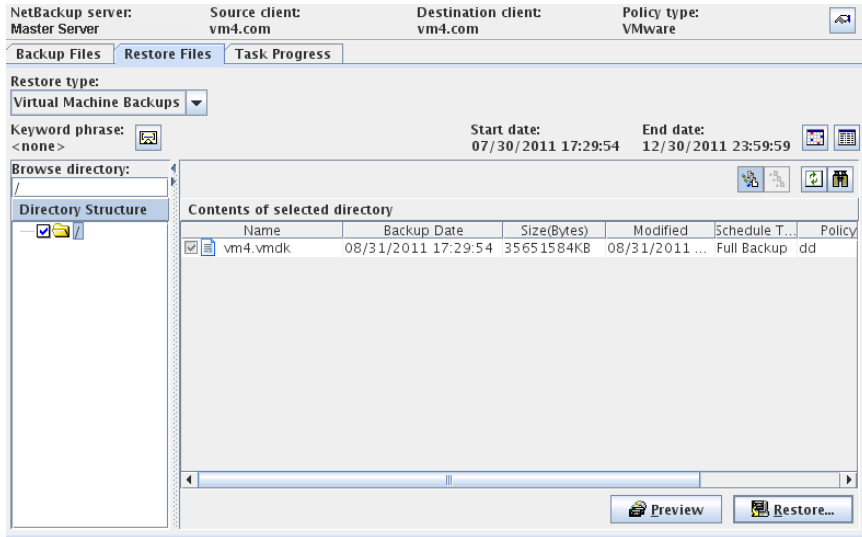 NetBackup server: Source client: Destination client: Policy type:
Master Server vm4.com vm4.com VMware
Backup Files Restore Files Task Progress
Restore type:
Virtual Machine Backups
Keyword phrase: Start date: End date:
<none> 07/30/2011 17:29:54 12/30/2011 23:59:59
Browse directory:
/
Directory Structure Contents of selected directory
Name Backup Date Size(Bytes) Modified Schedule T... Policy
/ vm4.vmdk 08/31/2011 17:29:54 35651584KB 08/31/2011 ... Full Backup dd
Preview Restore...